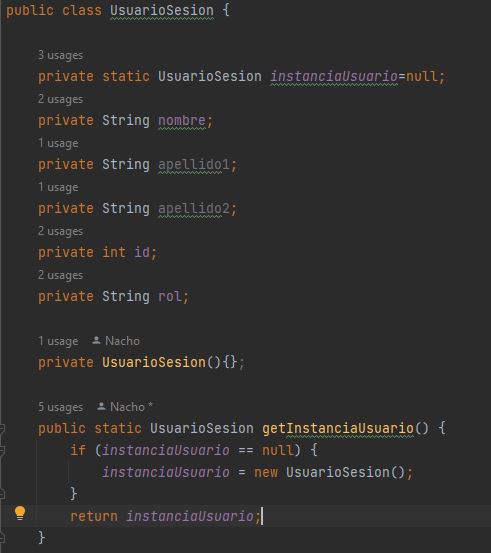 public class UsuarioSesion {
3 usages
private static UsuarioSesion instanciaUsuario=null;
2 usages
private String nombre;
1 usage
private String apellido1;
1 usage
private String apellido2;
2 usages
private int id;
2 usages
private String rol;
1 usage Nacho
private UsuarioSesion(){};
5 usages Nacho *
public static UsuarioSesion getInstanciaUsuario() {
if (instanciaUsuario == null) {
instanciaUsuario = new UsuarioSesion();
}
return instanciaUsuario;
}